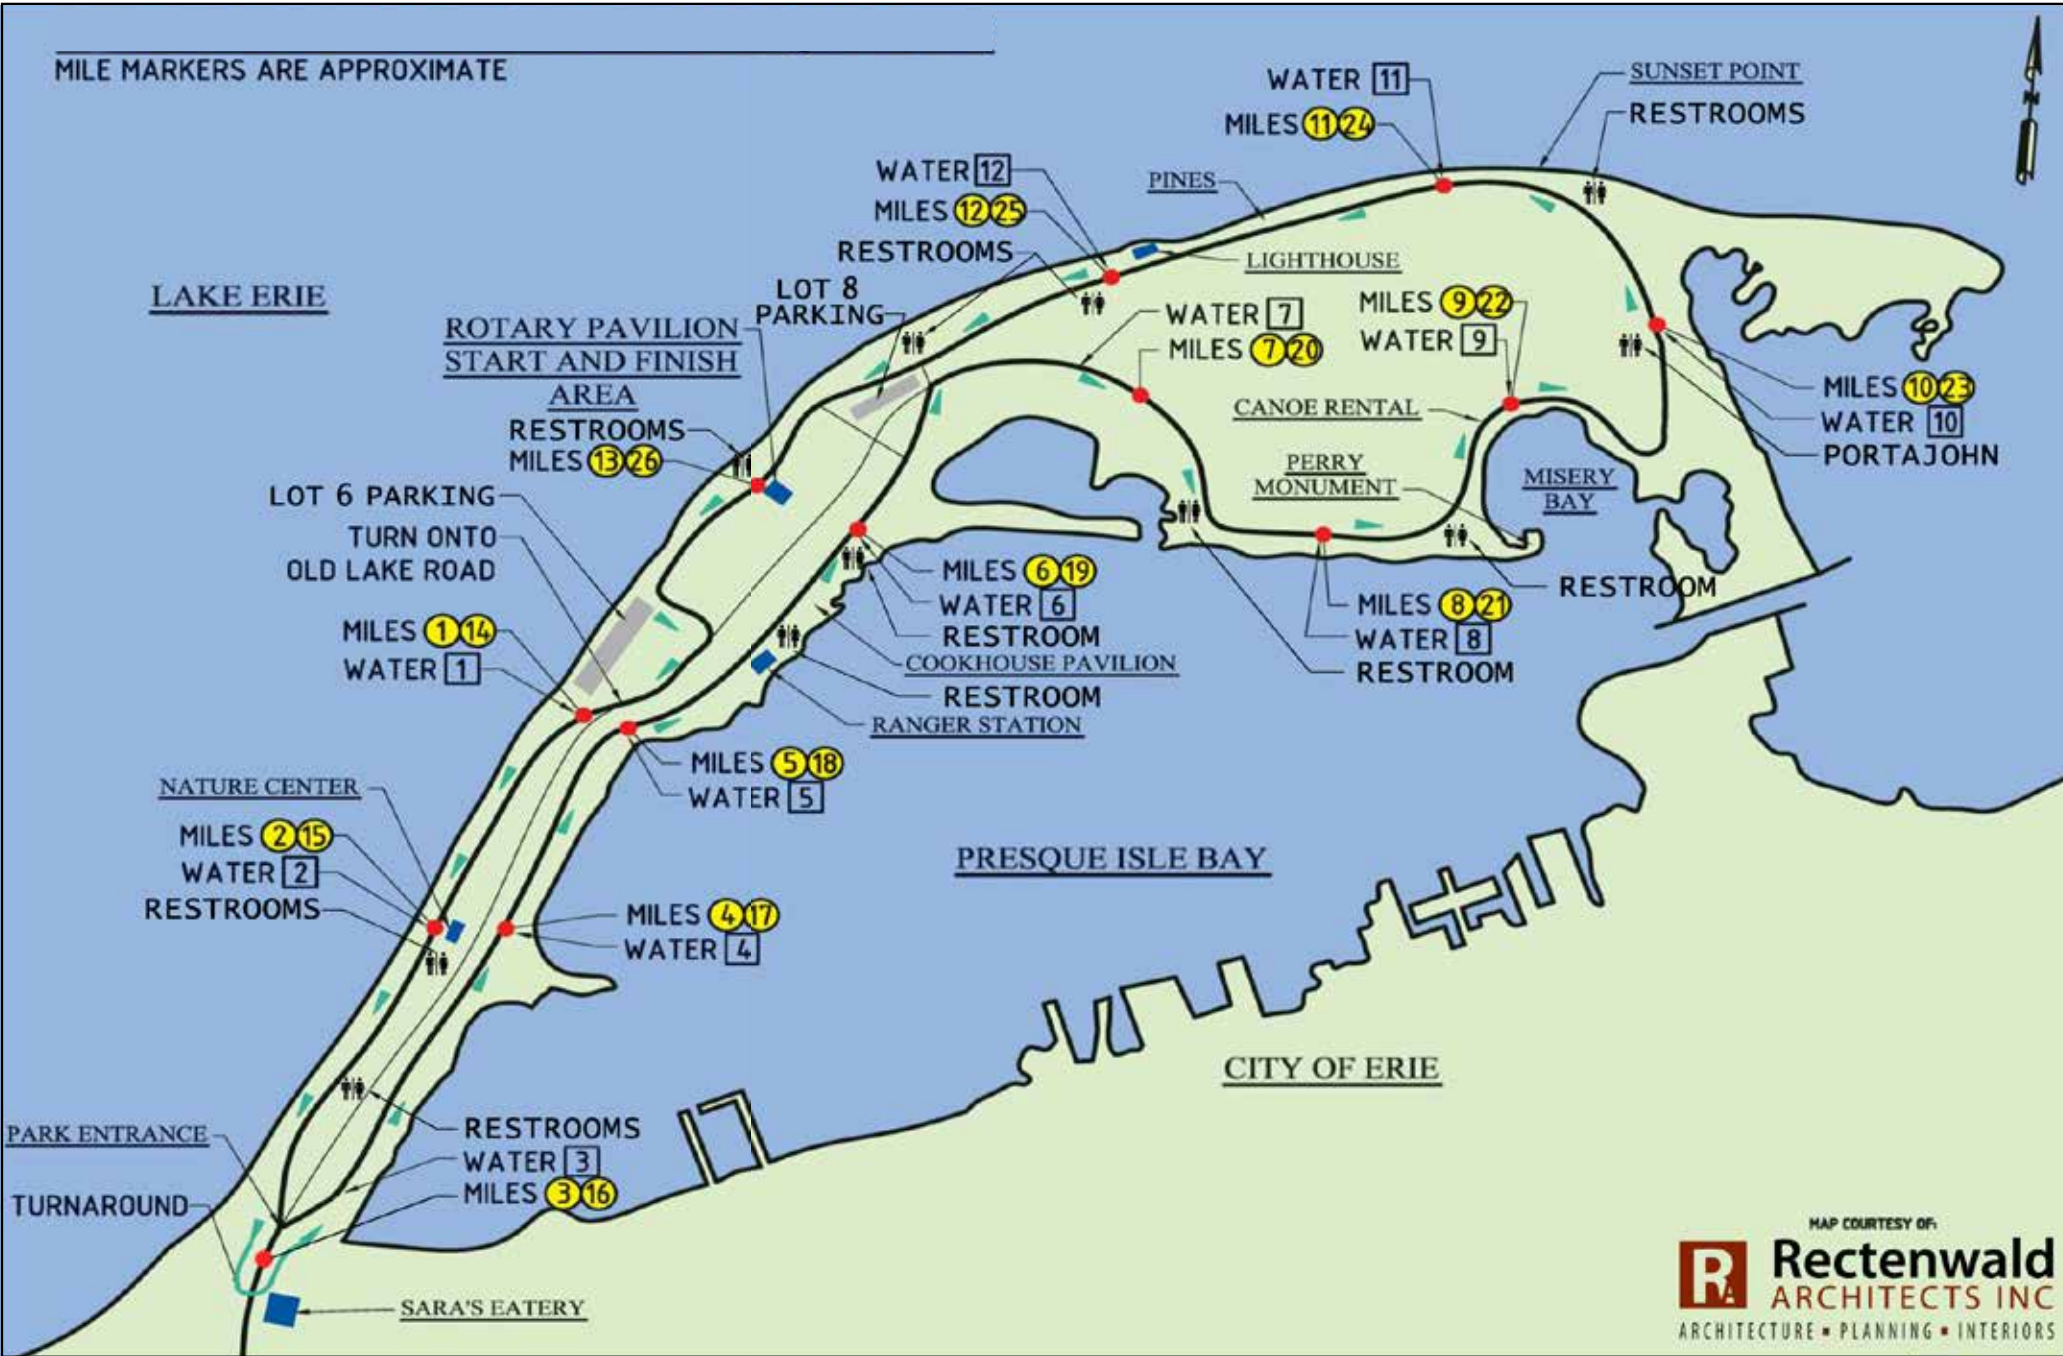 MILE MARKERS ARE APPROXIMATE
WATER 11
MILES 11 24
SUNSET POINT
RESTROOMS
N
WATER 12
MILES 12 25
RESTROOMS
PINES
LIGHTHOUSE
LAKE ERIE
LOT 8
PARKING
ROTARY PAVILION
START AND FINISH
AREA
RESTROOMS
MILES 13 26
WATER 7
MILES 7 20
MILES 9 22
WATER 9
CANOE RENTAL
PERRY
MONUMENT
MISERY
BAY
MILES 10 23
WATER 10
PORTAJOHN
LOT 6 PARKING
TURN ONTO
OLD LAKE ROAD
MILES 1 14
WATER 1
MILES 6 19
WATER 6
RESTROOM
COOKHOUSE PAVILION
RESTROOM
RANGER STATION
RESTROOM
MILES 8 21
WATER 8
RESTROOM
MILES 5 18
WATER 5
NATURE CENTER
MILES 2 15
WATER 2
RESTROOMS
MILES 4 17
WATER 4
PRESQUE ISLE BAY
CITY OF ERIE
PARK ENTRANCE
TURNAROUND
RESTROOMS
WATER 3
MILES 3 16
SARA'S EATERY
MAP COURTESY OF:
RA
Rectenwald
ARCHITECTS INC
ARCHITECTURE ▪ PLANNING ▪ INTERIORS